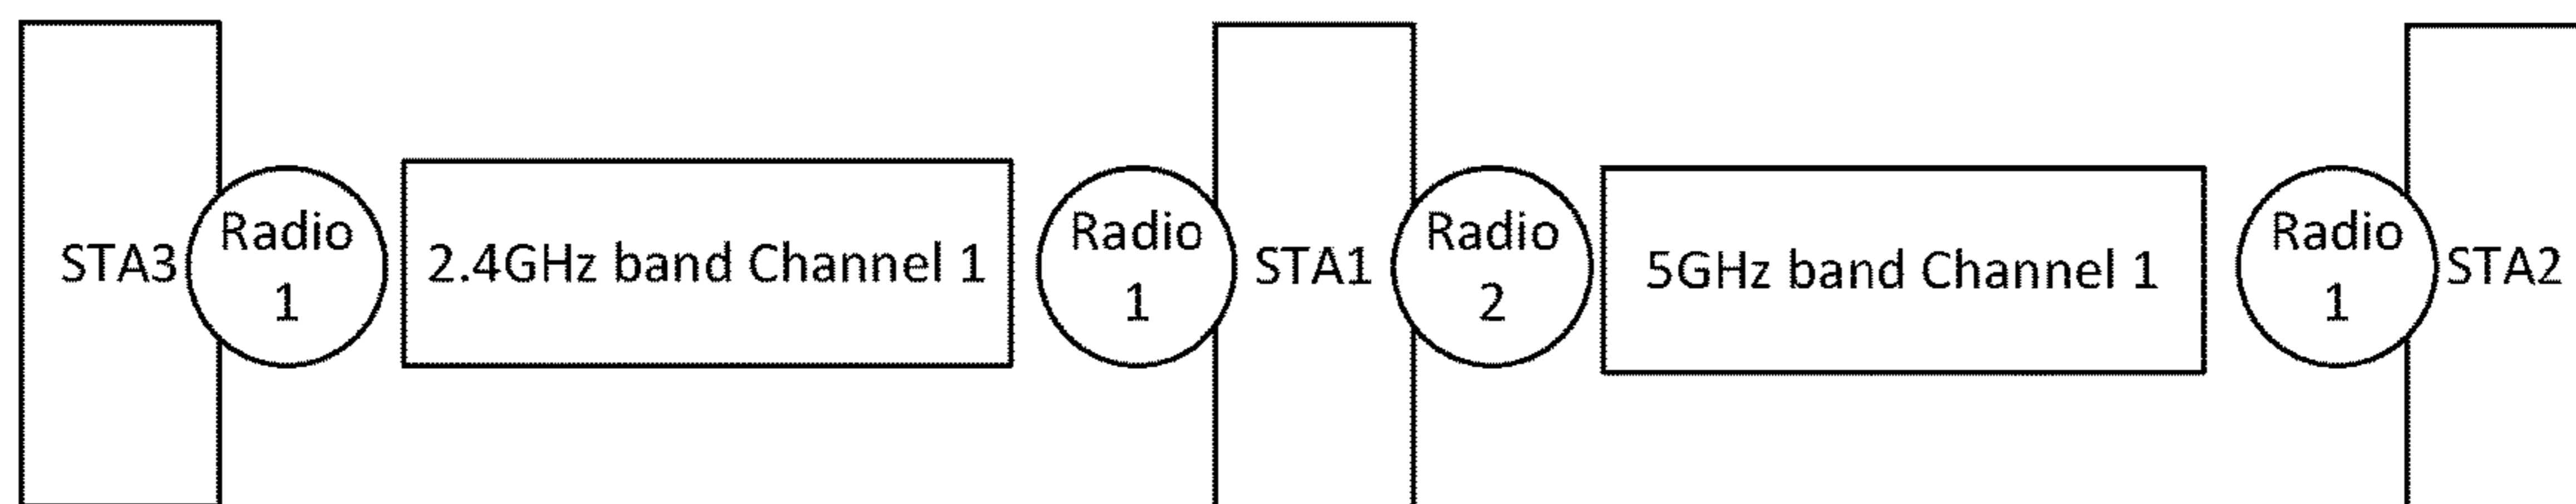 STA3
Radio
1
2.4GHz band Channel 1
Radio
1
STA1
Radio
2
5GHz band Channel 1
Radio
1
STA2